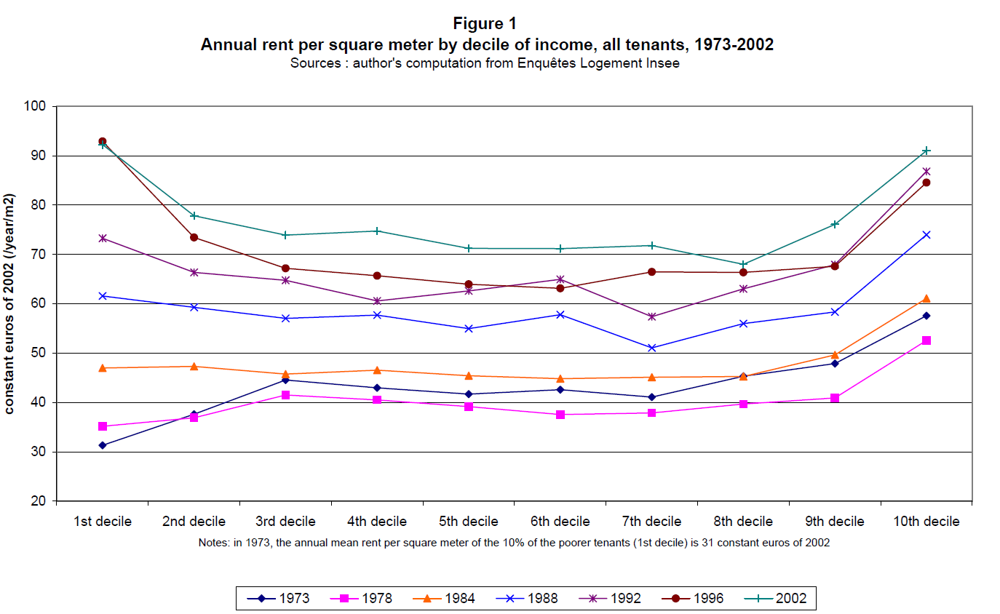 Figure 1
Annual rent per square meter by decile of income, all tenants, 1973-2002
Sources : author's computation from Enquêtes Logement Insee
constant euros of 2002 (/year/m2)
100
90
80
70
60
50
40
30
20
1st decile 2nd decile 3rd decile 4th decile 5th decile 6th decile 7th decile 8th decile 9th decile 10th decile
Notes: in 1973, the annual mean rent per square meter of the 10% of the poorer tenants (1st decile) is 31 constant euros of 2002
1973 1978 1984 1988 1992 1996 2002